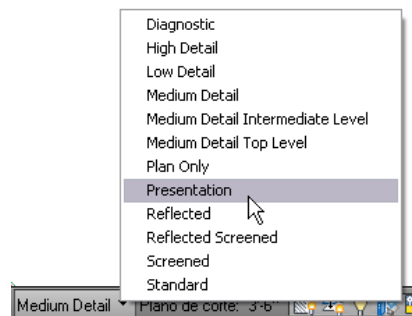 Diagnostic
High Detail
Low Detail
Medium Detail
Medium Detail Intermediate Level
Medium Detail Top Level
Plan Only
Presentation
Reflected
Reflected Screened
Screened
Standard
Medium Detail Plano de corte: 3'-6"